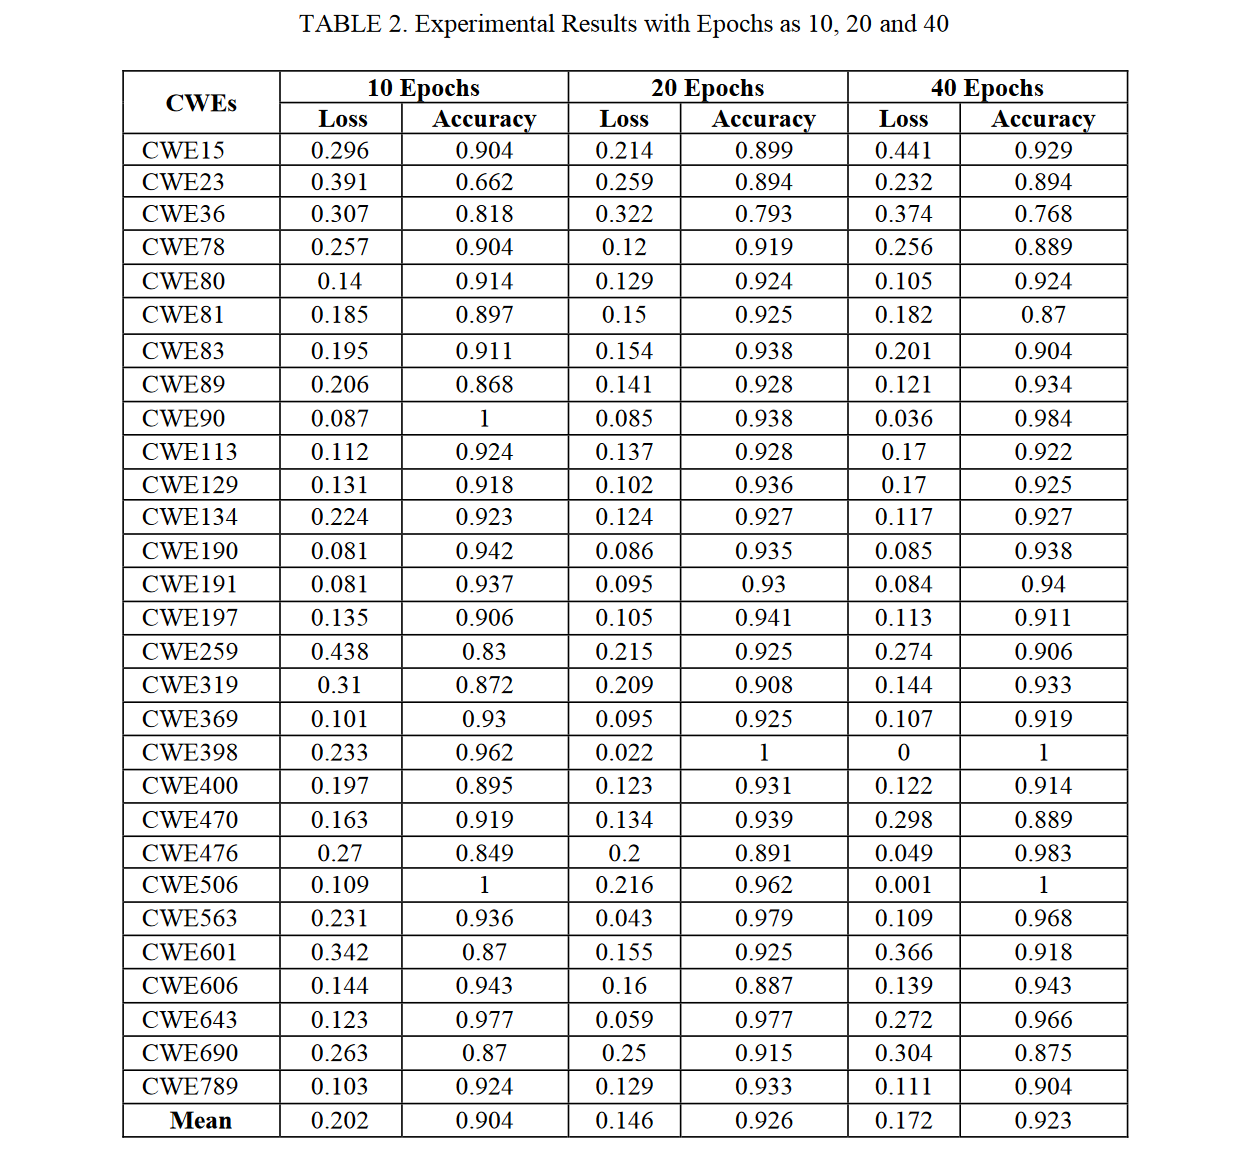 TABLE 2. Experimental Results with Epochs as 10, 20 and 40
CWEs 10 Epochs 20 Epochs 40 Epochs
Loss Accuracy Loss Accuracy Loss Accuracy
CWE15 0.296 0.904 0.214 0.899 0.441 0.929
CWE23 0.391 0.662 0.259 0.894 0.232 0.894
CWE36 0.307 0.818 0.322 0.793 0.374 0.768
CWE78 0.257 0.904 0.12 0.919 0.256 0.889
CWE80 0.14 0.914 0.129 0.924 0.105 0.924
CWE81 0.185 0.897 0.15 0.925 0.182 0.87
CWE83 0.195 0.911 0.154 0.938 0.201 0.904
CWE89 0.206 0.868 0.141 0.928 0.121 0.934
CWE90 0.087 1 0.085 0.938 0.036 0.984
CWE113 0.112 0.924 0.137 0.928 0.17 0.922
CWE129 0.131 0.918 0.102 0.936 0.17 0.925
CWE134 0.224 0.923 0.124 0.927 0.117 0.927
CWE190 0.081 0.942 0.086 0.935 0.085 0.938
CWE191 0.081 0.937 0.095 0.93 0.084 0.94
CWE197 0.135 0.906 0.105 0.941 0.113 0.911
CWE259 0.438 0.83 0.215 0.925 0.274 0.906
CWE319 0.31 0.872 0.209 0.908 0.144 0.933
CWE369 0.101 0.93 0.095 0.925 0.107 0.919
CWE398 0.233 0.962 0.022 1 0 1
CWE400 0.197 0.895 0.123 0.931 0.122 0.914
CWE470 0.163 0.919 0.134 0.939 0.298 0.889
CWE476 0.27 0.849 0.2 0.891 0.049 0.983
CWE506 0.109 1 0.216 0.962 0.001 1
CWE563 0.231 0.936 0.043 0.979 0.109 0.968
CWE601 0.342 0.87 0.155 0.925 0.366 0.918
CWE606 0.144 0.943 0.16 0.887 0.139 0.943
CWE643 0.123 0.977 0.059 0.977 0.272 0.966
CWE690 0.263 0.87 0.25 0.915 0.304 0.875
CWE789 0.103 0.924 0.129 0.933 0.111 0.904
Mean 0.202 0.904 0.146 0.926 0.172 0.923